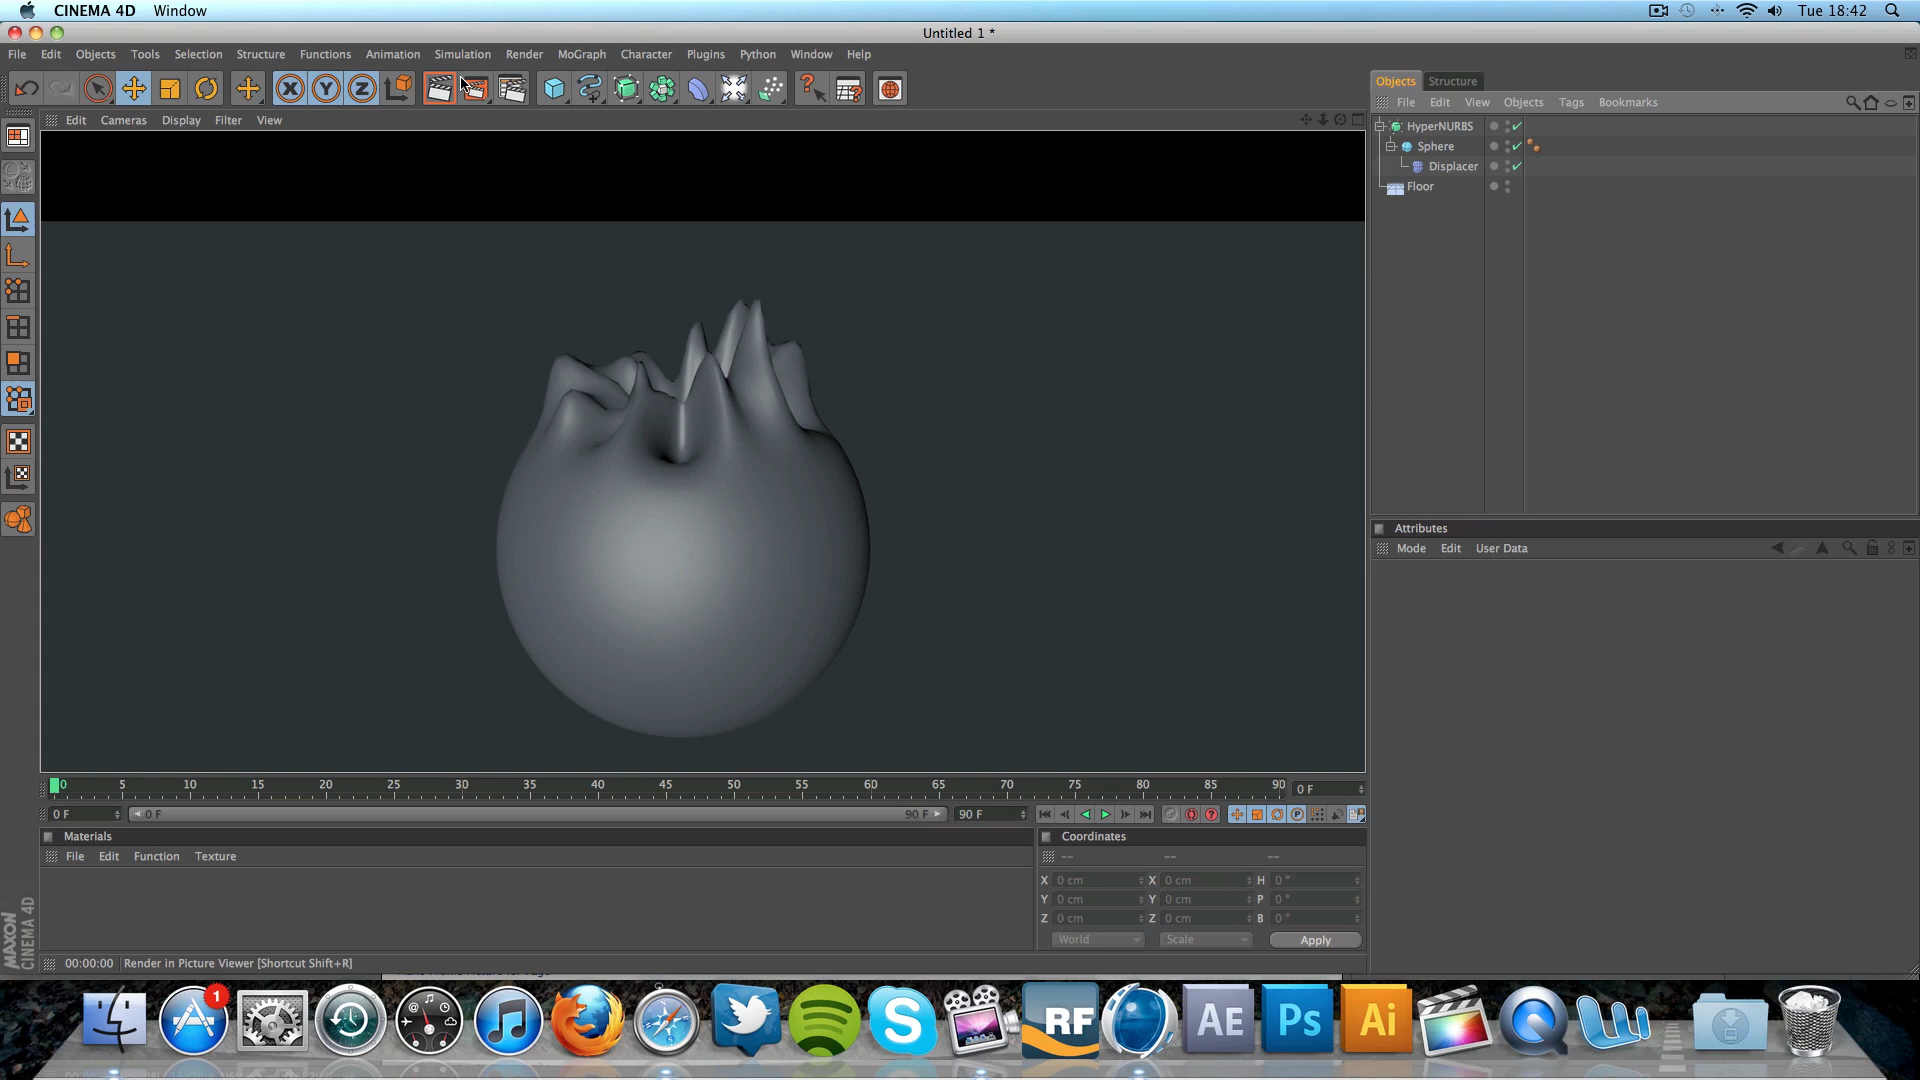 CINEMA 4D Window
Tue 18:42
Untitled 1 *
File Edit Objects Tools Selection Structure Functions Animation Simulation Render MoGraph Character Plugins Python Window Help
X Y Z
Objects Structure
File Edit View Objects Tags Bookmarks
Edit Cameras Display Filter View
HyperNURBS
Sphere
Displacer
Floor
Attributes
Mode Edit User Data
0 5 10 15 20 25 30 35 40 45 50 55 60 65 70 75 80 85 90 0 F
0 F 0 F 90 F 90 F
P
Materials
Coordinates
File Edit Function Texture
-- -- --
X 0 cm X 0 cm H 0 °
Y 0 cm Y 0 cm P 0 °
Z 0 cm Z 0 cm B 0 °
World Scale Apply
MAXON
CINEMA 4D
00:00:00 Render in Picture Viewer [Shortcut Shift+R]
1
S RF AE Ps Ai